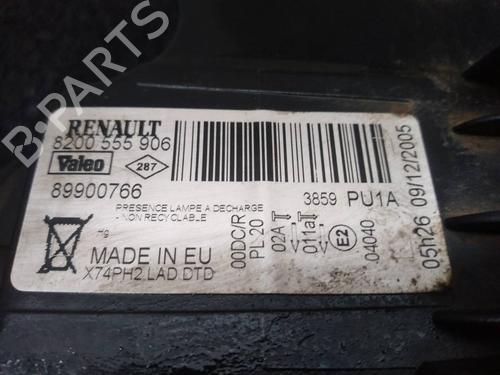 RENAULT
8200 555 906
Valeo
287
89900766
PRESENCE LAMPE A DECHARGE
- NON RECYCLABLE
Hg
MADE IN EU
X74PH2.LAD.DTD
3859 PU1A
00DC/R
PL 20
02A
011a
E2
04040
05h26 09/12/2005
B-PARTS